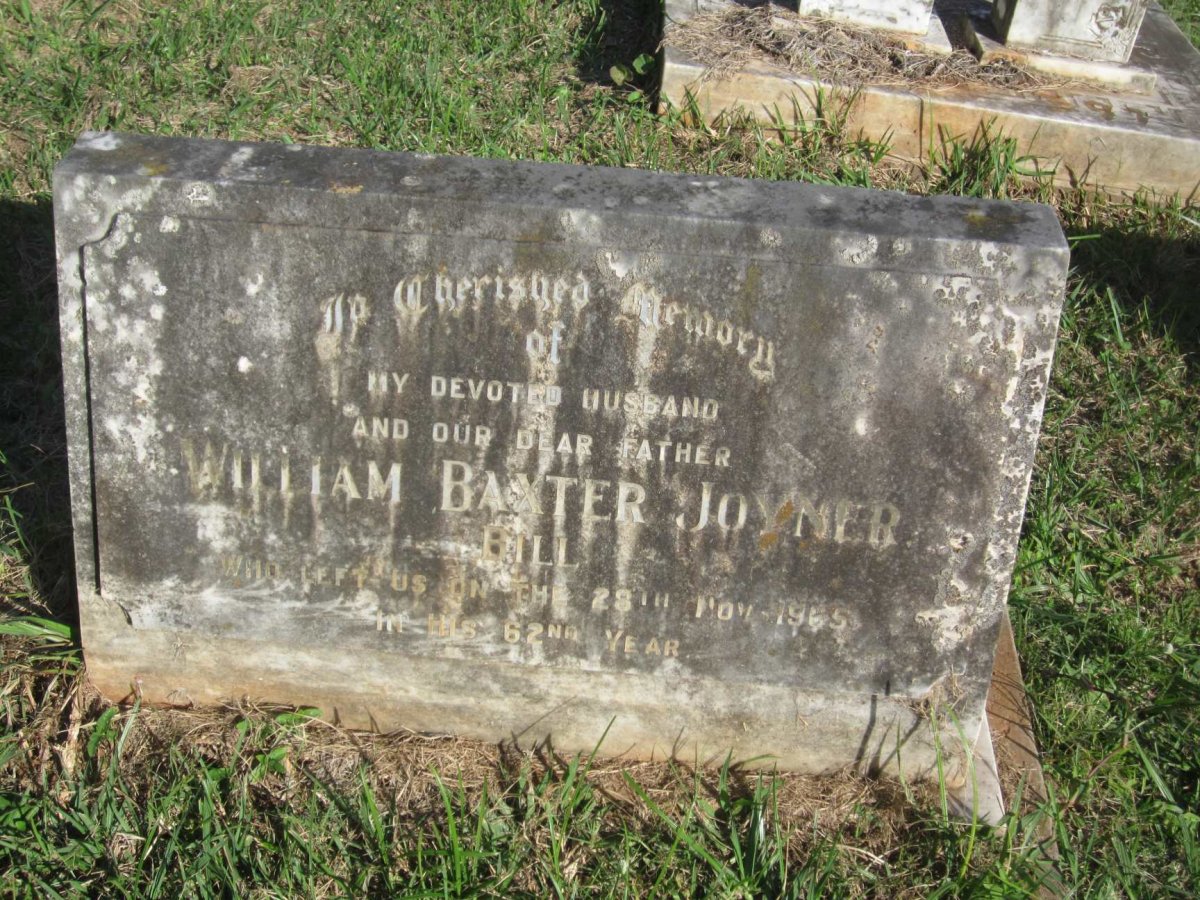 In Cherished Memory
of
MY DEVOTED HUSBAND
AND OUR DEAR FATHER
WILLIAM BAXTER JOYNER
BILL
WHO LEFT US ON THE 28TH NOV. 1965
IN HIS 62ND YEAR